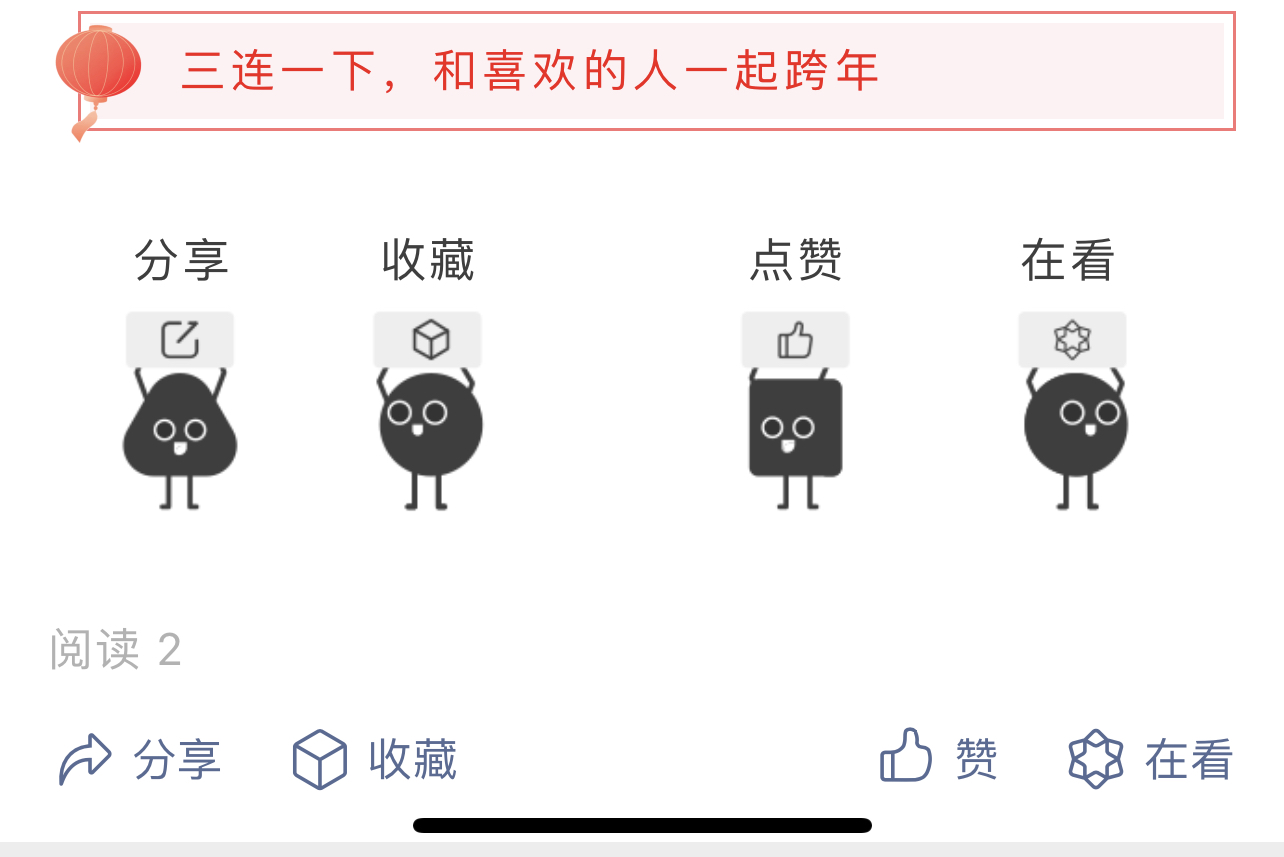 三连一下，和喜欢的人一起跨年
分享 收藏 点赞 在看
阅读 2
分享 收藏 赞 在看